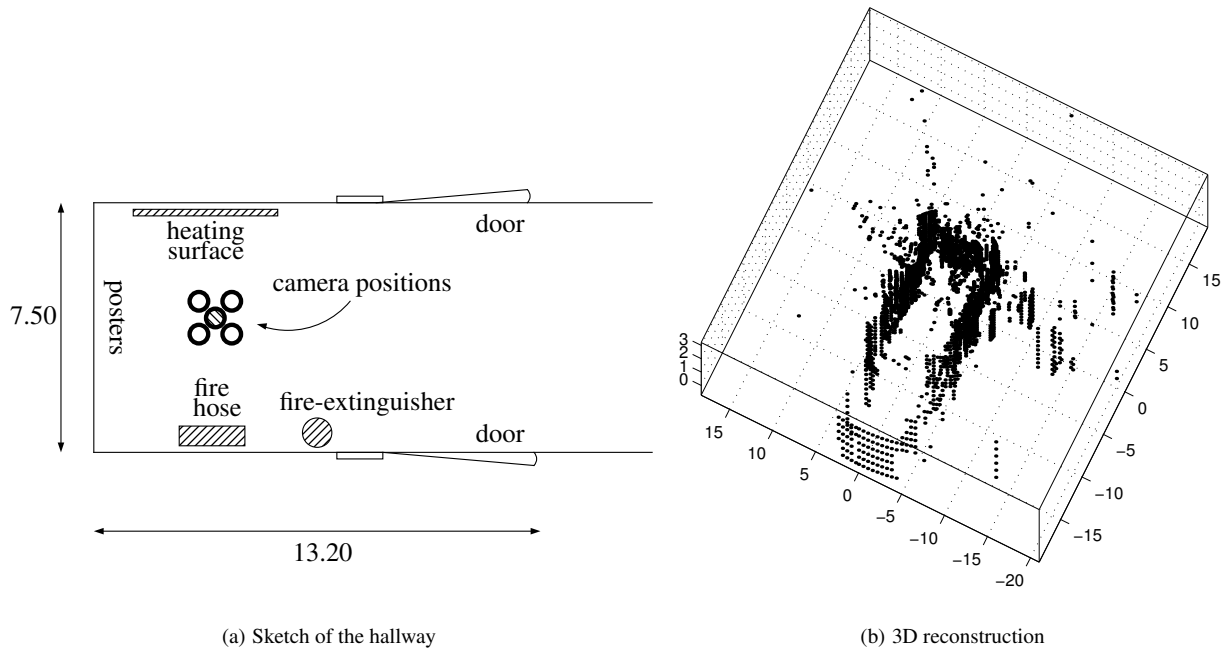 heating
surface
door
camera positions
posters
7.50
fire
hose
fire-extinguisher
door
13.20
(a) Sketch of the hallway
3
2
1
0
15
10
5
0
−5
−10
−15
−20
15
10
5
0
−5
−10
−15
(b) 3D reconstruction